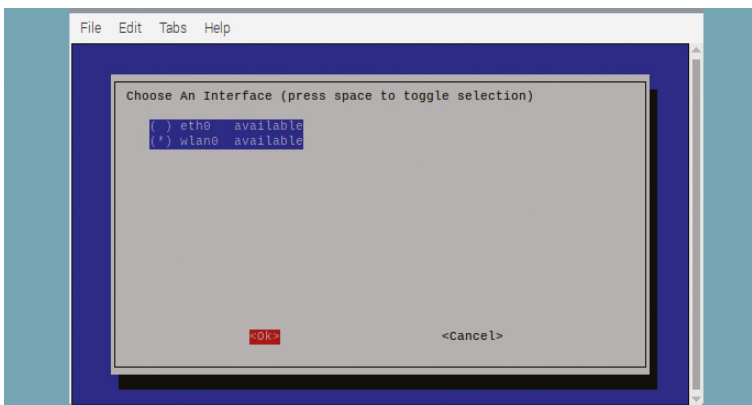 File Edit Tabs Help
Choose An Interface (press space to toggle selection)
( ) eth0 available
(*) wlan0 available
<Ok> <Cancel>